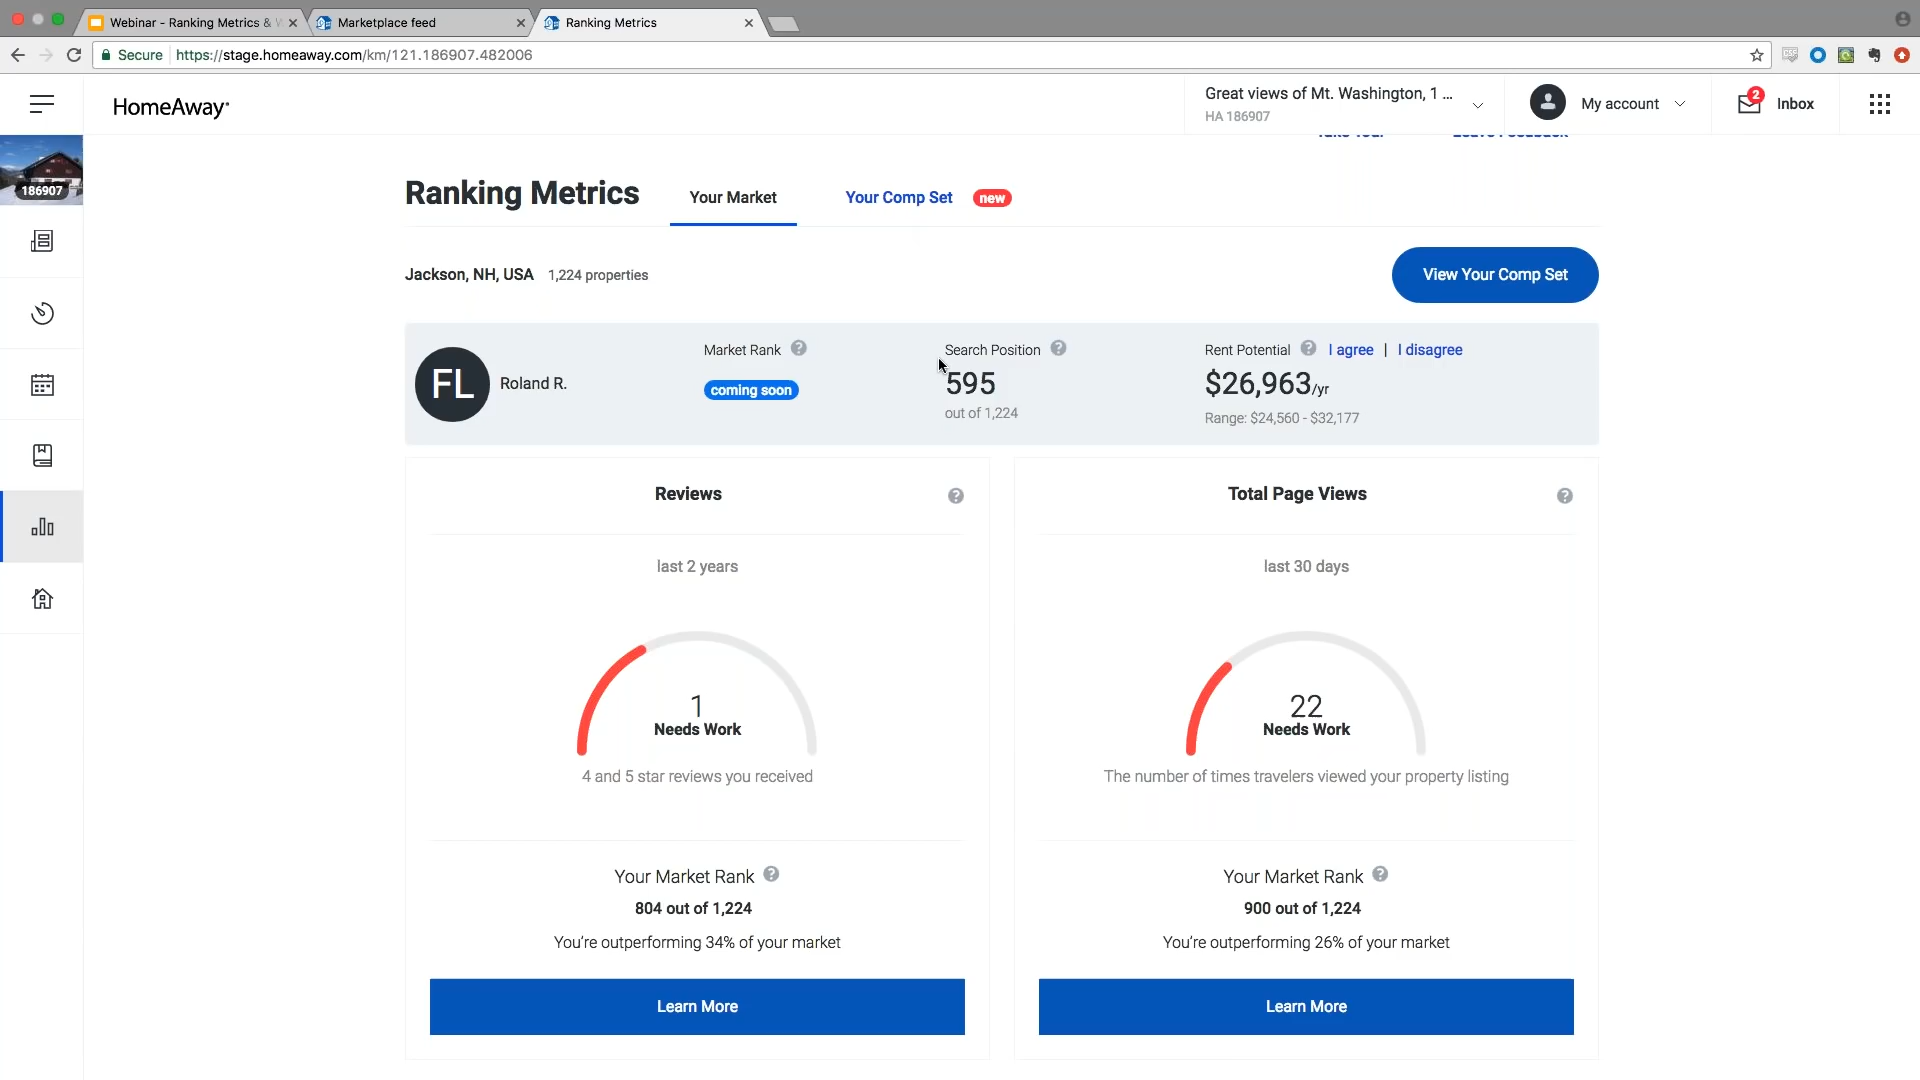 Webinar - Ranking Metrics &
Marketplace feed
Ranking Metrics
Secure
https://stage.homeaway.com/km/121.186907.482006
HomeAway
Great views of Mt. Washington, 1 ...
HA 186907
My account
2
Inbox
186907
Ranking Metrics
Your Market
Your Comp Set
new
Jackson, NH, USA 1,224 properties
View Your Comp Set
FL
Roland R.
Market Rank ?
coming soon
Search Position ?
595
out of 1,224
Rent Potential ? I agree | I disagree
$26,963/yr
Range: $24,560 - $32,177
Reviews ?
last 2 years
1
Needs Work
4 and 5 star reviews you received
Your Market Rank ?
804 out of 1,224
You're outperforming 34% of your market
Learn More
Total Page Views ?
last 30 days
22
Needs Work
The number of times travelers viewed your property listing
Your Market Rank ?
900 out of 1,224
You're outperforming 26% of your market
Learn More